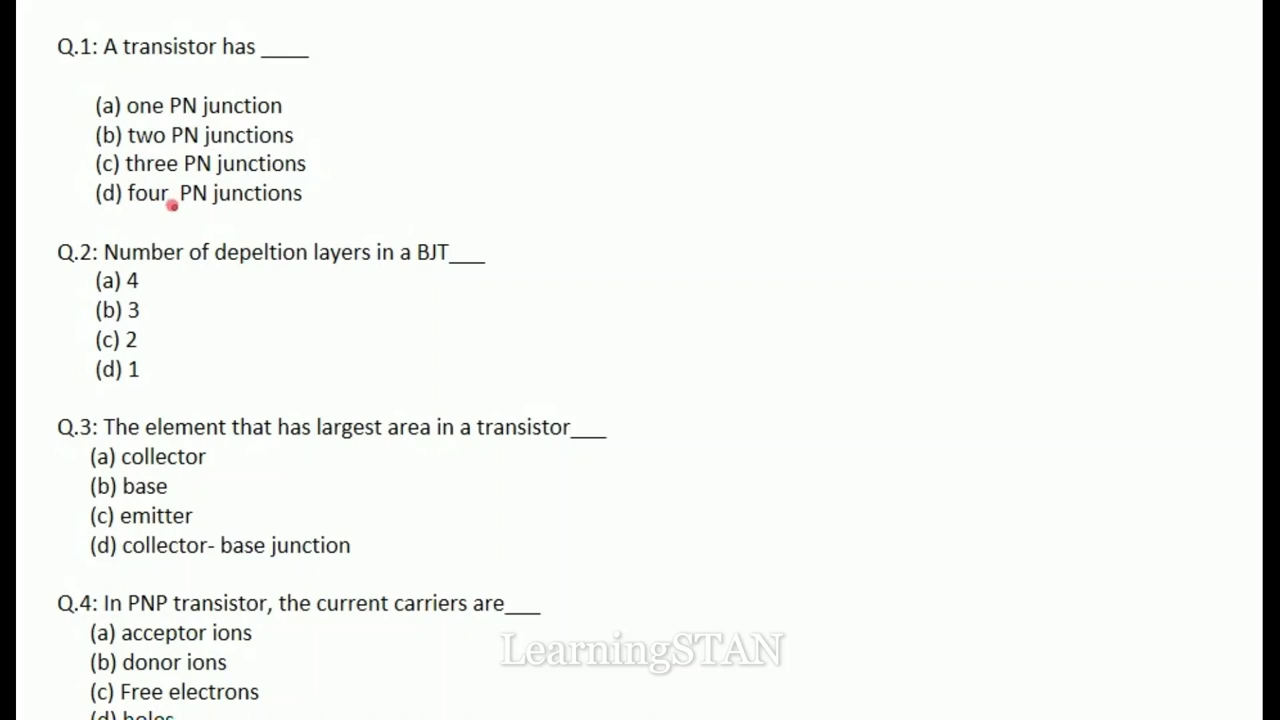 Q.1: A transistor has ____
(a) one PN junction
(b) two PN junctions
(c) three PN junctions
(d) four PN junctions
Q.2: Number of depeltion layers in a BJT___
(a) 4
(b) 3
(c) 2
(d) 1
Q.3: The element that has largest area in a transistor___
(a) collector
(b) base
(c) emitter
(d) collector- base junction
Q.4: In PNP transistor, the current carriers are___
(a) acceptor ions
(b) donor ions
LearningSTAN
(c) Free electrons
(d) holes